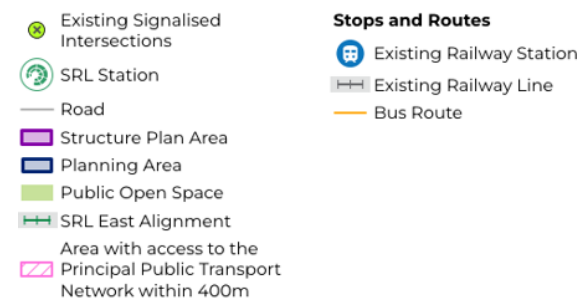 Existing Signalised
Intersections
SRL Station
Road
Structure Plan Area
Planning Area
Public Open Space
SRL East Alignment
Area with access to the
Principal Public Transport
Network within 400m
Stops and Routes
Existing Railway Station
Existing Railway Line
Bus Route